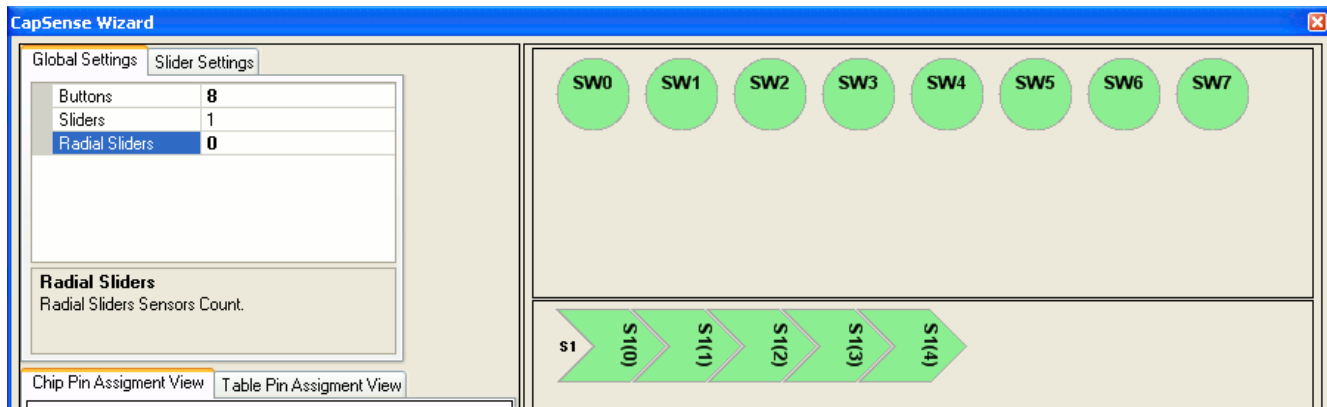 CapSense Wizard
Global Settings
Slider Settings
Buttons 8
Sliders 1
Radial Sliders 0
Radial Sliders
Radial Sliders Sensors Count.
Chip Pin Assigment View
Table Pin Assigment View
SW0 SW1 SW2 SW3 SW4 SW5 SW6 SW7
S1 S1(0) S1(1) S1(2) S1(3) S1(4)